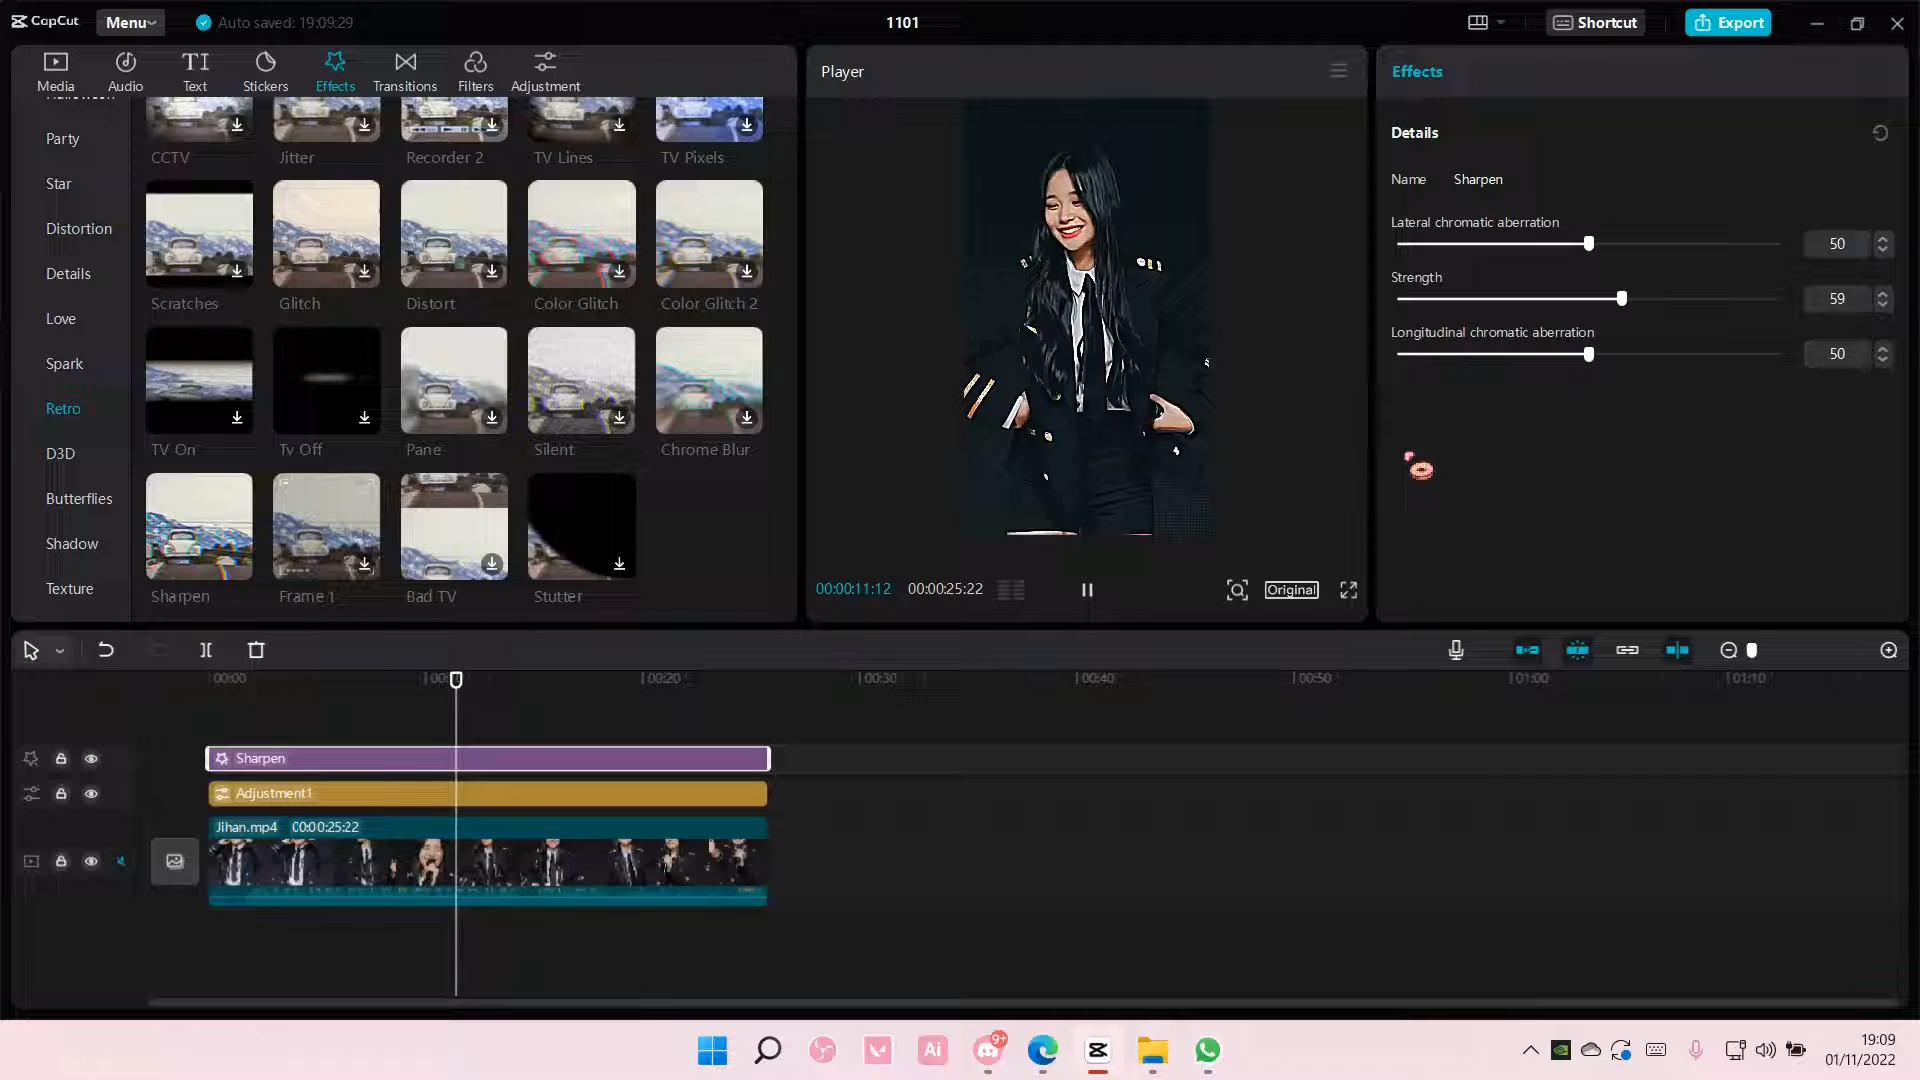 CapCut
Menu
Auto saved: 19:09:29
1101
Shortcut
Export
Media
Audio
Text
Stickers
Effects
Transitions
Filters
Adjustment
Party
Star
Distortion
Details
Love
Spark
Retro
D3D
Butterflies
Shadow
Texture
CCTV
Jitter
Recorder 2
TV Lines
TV Pixels
Scratches
Glitch
Distort
Color Glitch
Color Glitch 2
TV On
Tv Off
Pane
Silent
Chrome Blur
Sharpen
Frame 1
Bad TV
Stutter
Player
00:00:11:12
00:00:25:22
Original
Effects
Details
Name
Sharpen
Lateral chromatic aberration
50
Strength
59
Longitudinal chromatic aberration
50
00:00
00:20
00:30
00:40
00:50
01:00
01:10
Sharpen
Adjustment1
Jihan.mp4 00:00:25:22
Ai
9+
19:09
01/11/2022